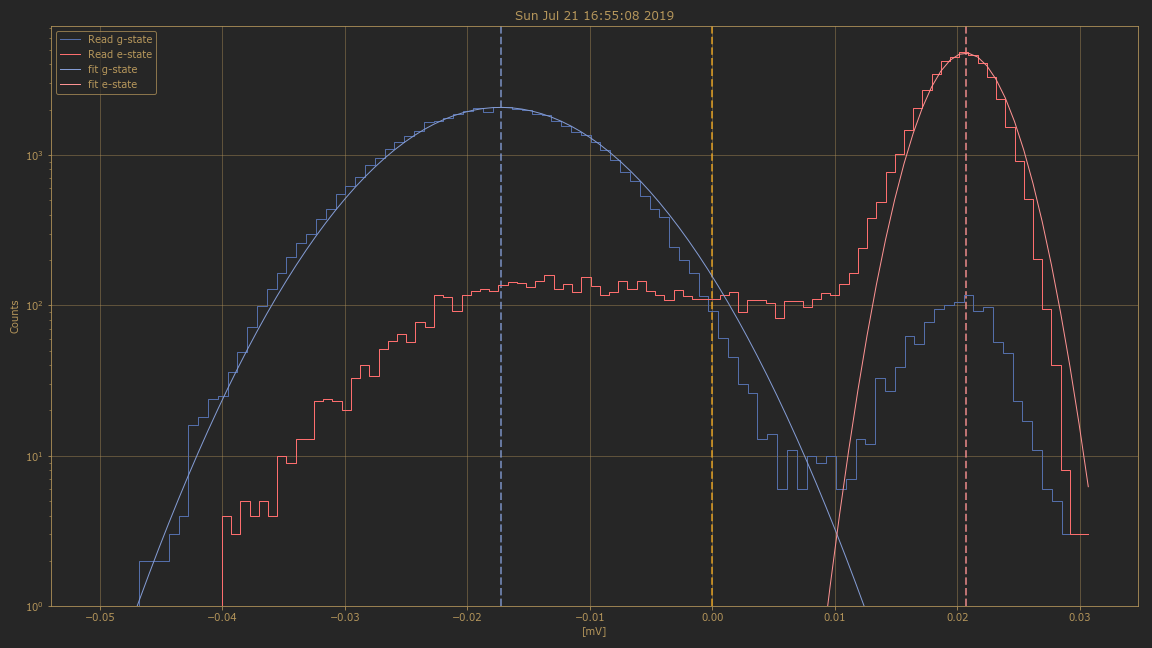 Sun Jul 21 16:55:08 2019
Read g-state
Read e-state
fit g-state
fit e-state
Counts
10³
10²
10¹
10⁰
−0.05 −0.04 −0.03 −0.02 −0.01 0.00 0.01 0.02 0.03
[mV]